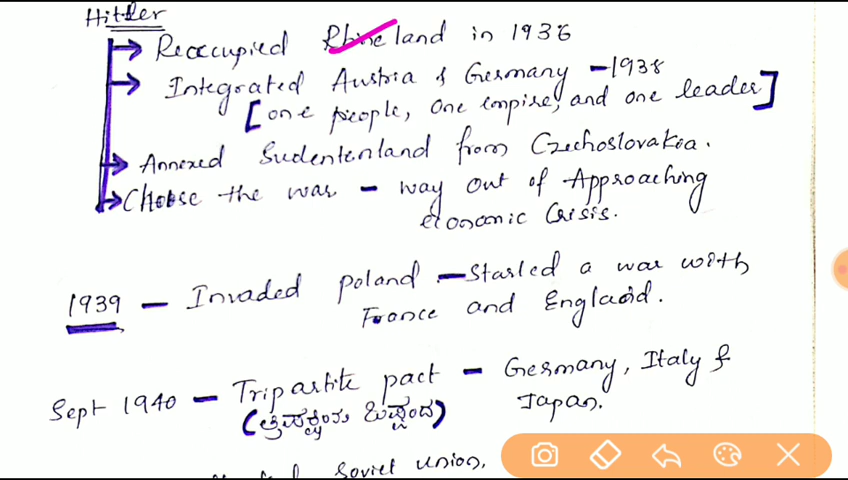 Hitler
Reoccupied Rhineland in 1936
Integrated Austria & Germany - 1938
[one people, One empire, and one leader]
Annexed Sudentenland from Czechoslovakia.
Choose the war - way out of Approaching
economic Crisis.
1939 - Invaded poland - Started a war with
France and England.
Sept 1940 - Tripartite pact - Germany, Italy &
Japan.
(ತ್ರಿಪಕ್ಷೀಯ ಒಪ್ಪಂದ)
Soviet union.